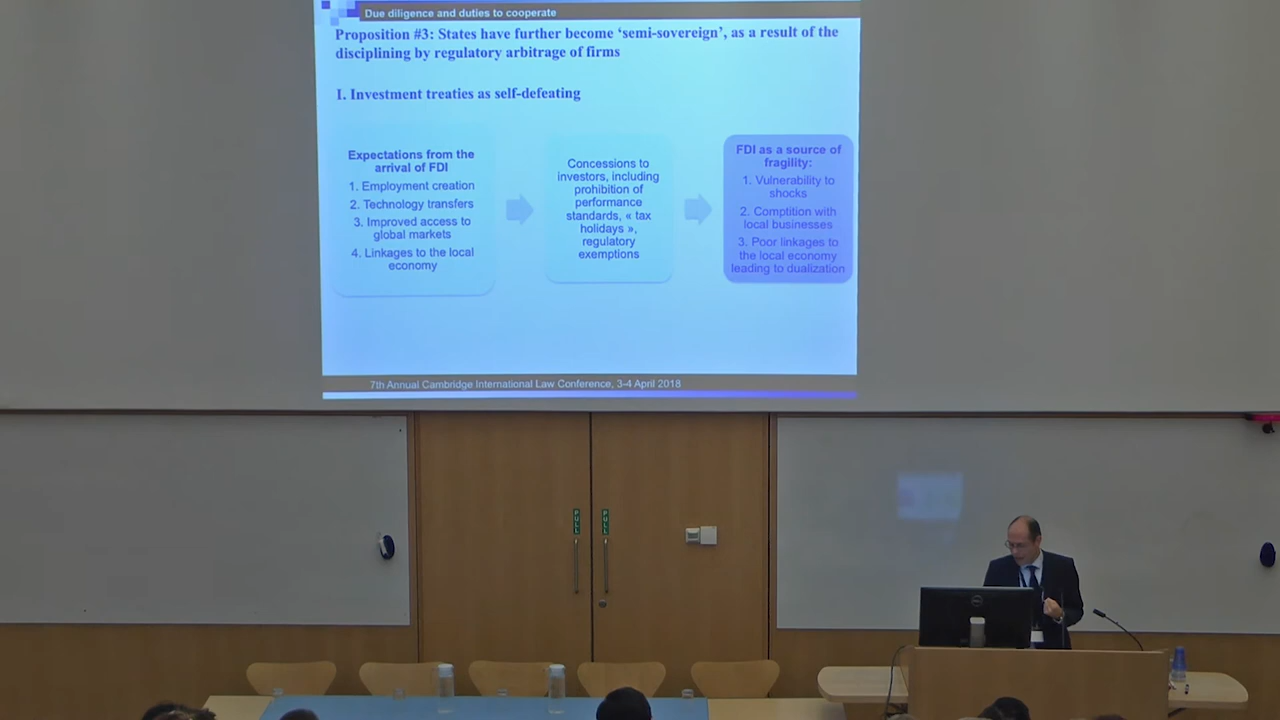 Due diligence and duties to cooperate
Proposition #3: States have further become ‘semi-sovereign’, as a result of the
disciplining by regulatory arbitrage of firms
I. Investment treaties as self-defeating
Expectations from the
arrival of FDI
1. Employment creation
2. Technology transfers
3. Improved access to
global markets
4. Linkages to the local
economy
Concessions to
investors, including
prohibition of
performance
standards, « tax
holidays »,
regulatory
exemptions
FDI as a source of
fragility:
1. Vulnerability to
shocks
2. Comptition with
local businesses
3. Poor linkages to
the local economy
leading to dualization
7th Annual Cambridge International Law Conference, 3-4 April 2018
PULL
PULL
DELL